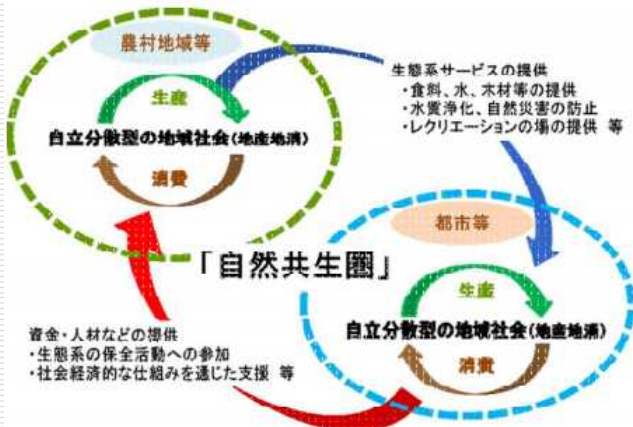 農村地域等
生産
自立分散型の地域社会(地産地消)
消費
生態系サービスの提供
・食料、水、木材等の提供
・水質浄化、自然災害の防止
・レクリエーションの場の提供 等
都市等
「自然共生圏」
生産
自立分散型の地域社会(地産地消)
消費
資金・人材などの提供
・生態系の保全活動への参加
・社会経済的な仕組みを通じた支援 等